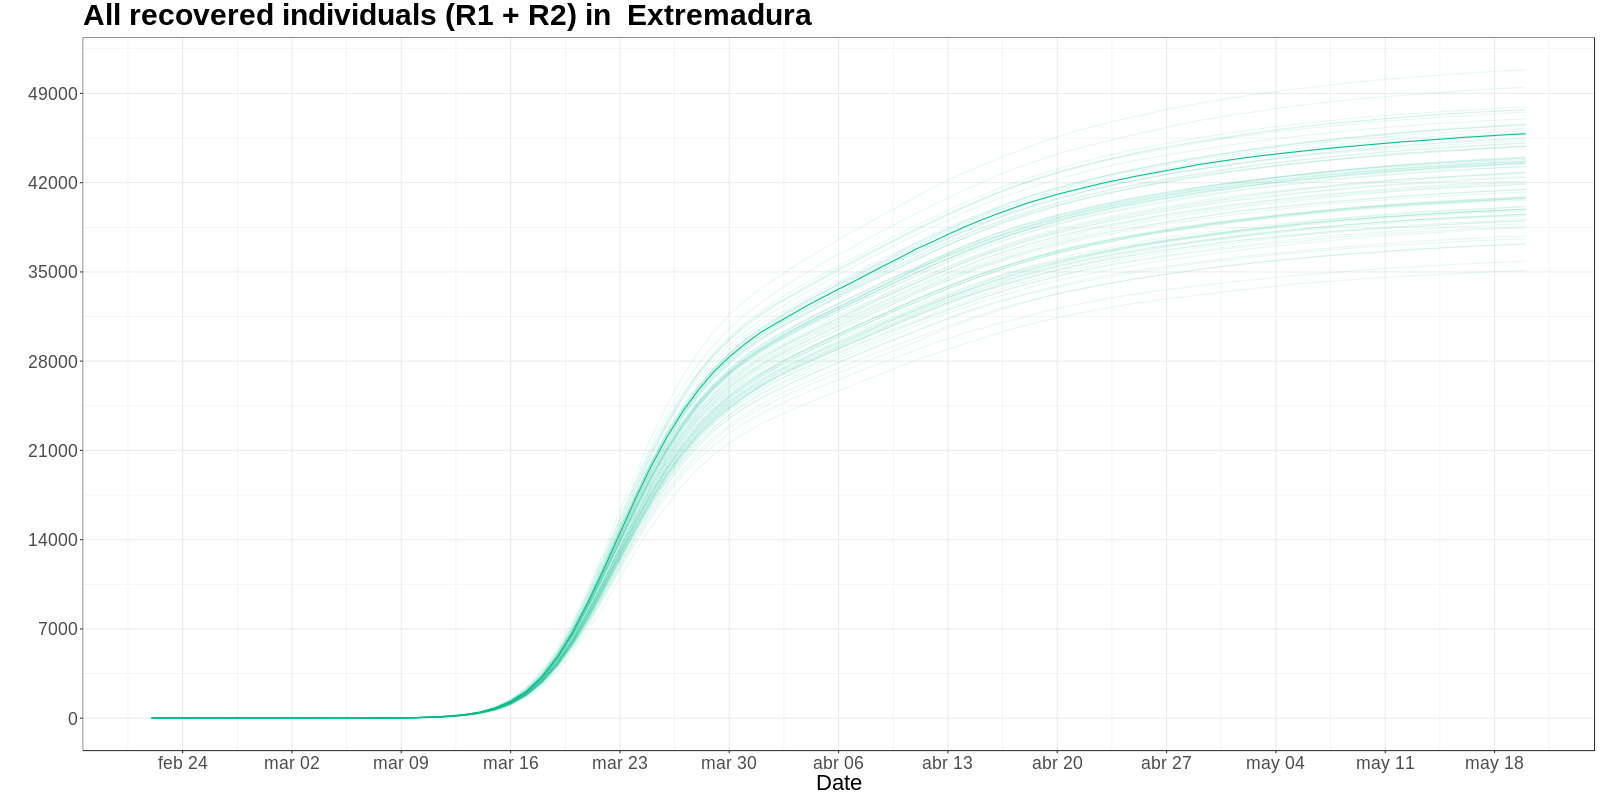 All recovered individuals (R1 + R2) in  Extremadura
49000
42000
35000
28000
21000
14000
7000
0
feb 24 mar 02 mar 09 mar 16 mar 23 mar 30 abr 06 abr 13 abr 20 abr 27 may 04 may 11 may 18
Date